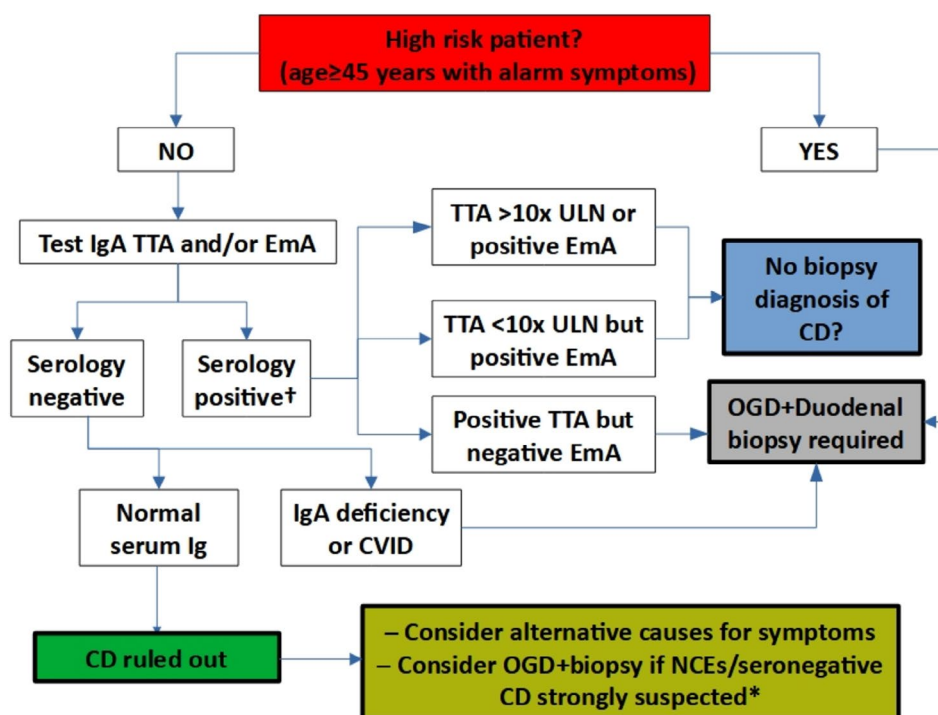 High risk patient?
(age≥45 years with alarm symptoms)
NO
YES
Test IgA TTA and/or EmA
TTA >10x ULN or
positive EmA
No biopsy
diagnosis of
CD?
Serology
negative
Serology
positive†
TTA <10x ULN but
positive EmA
Positive TTA but
negative EmA
OGD+Duodenal
biopsy required
Normal
serum Ig
IgA deficiency
or CVID
CD ruled out
– Consider alternative causes for symptoms
– Consider OGD+biopsy if NCEs/seronegative
CD strongly suspected*